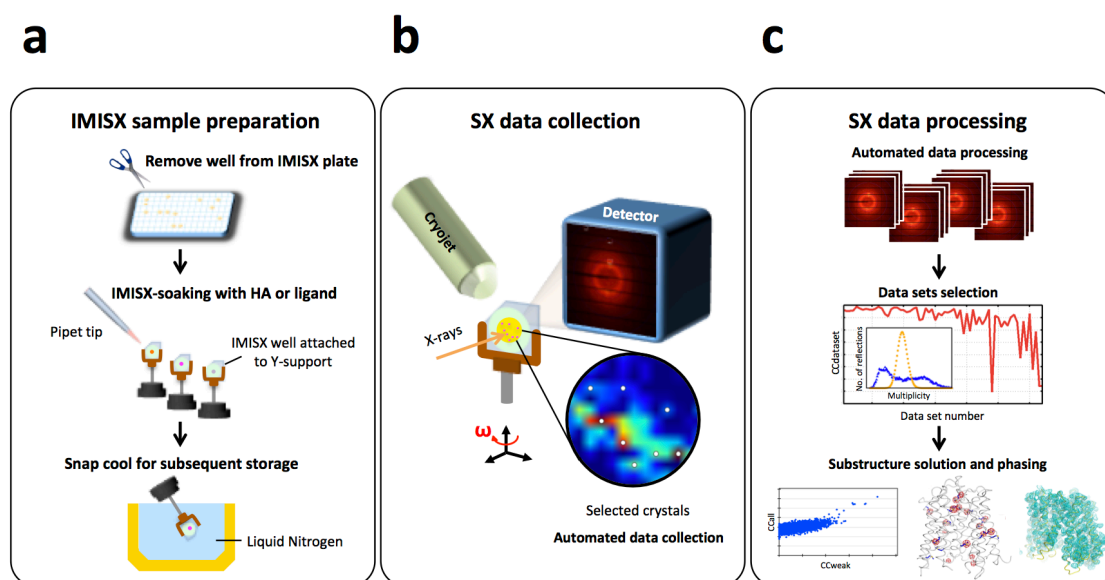 a
IMISX sample preparation
Remove well from IMISX plate
IMISX-soaking with HA or ligand
Pipet tip
IMISX well attached
to Y-support
Snap cool for subsequent storage
Liquid Nitrogen
b
SX data collection
Cryojet
Detector
X-rays
ω
Selected crystals
Automated data collection
c
SX data processing
Automated data processing
Data sets selection
CCdataset
No. of reflections
Multiplicity
Data set number
Substructure solution and phasing
CCall
CCweak